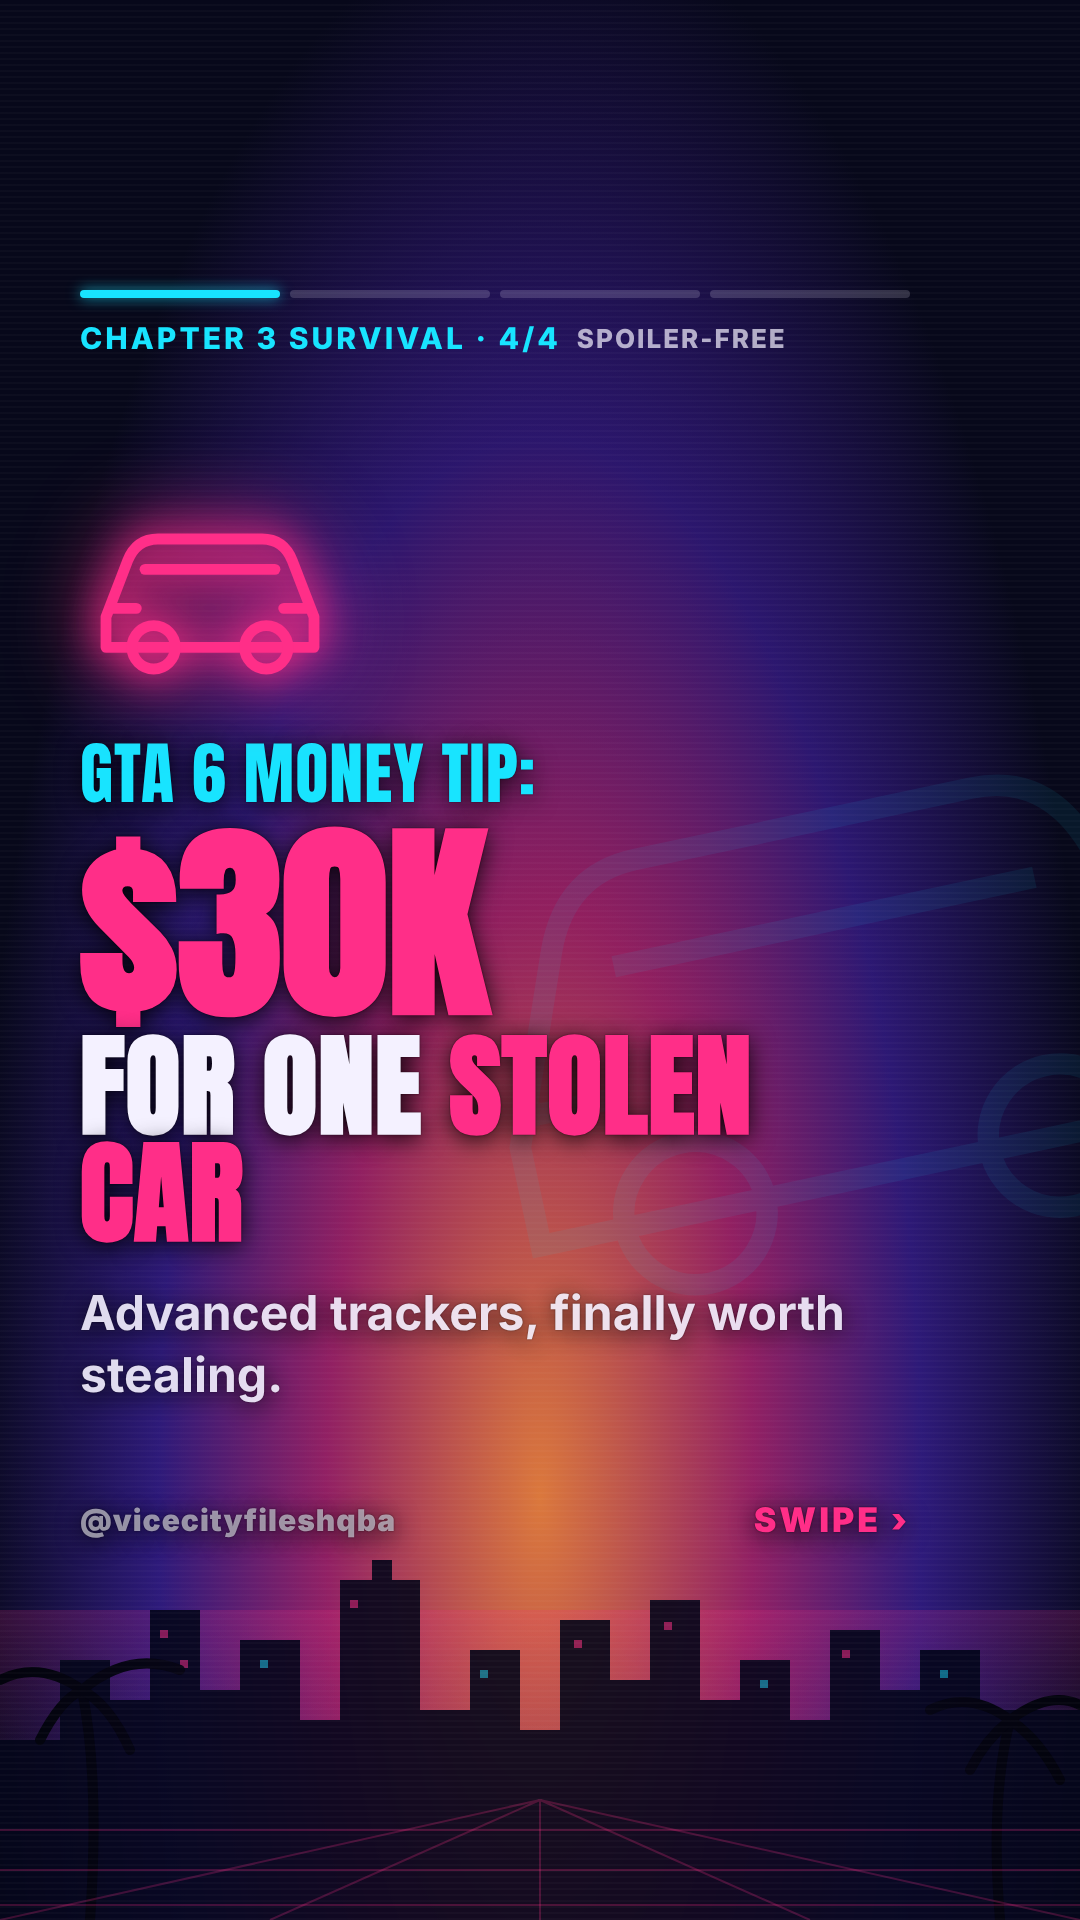 CHAPTER 3 SURVIVAL · 4/4 SPOILER-FREE
GTA 6 MONEY TIP:
$30K
FOR ONE STOLEN
CAR
Advanced trackers, finally worth
stealing.
@vicecityfileshqba
SWIPE ›